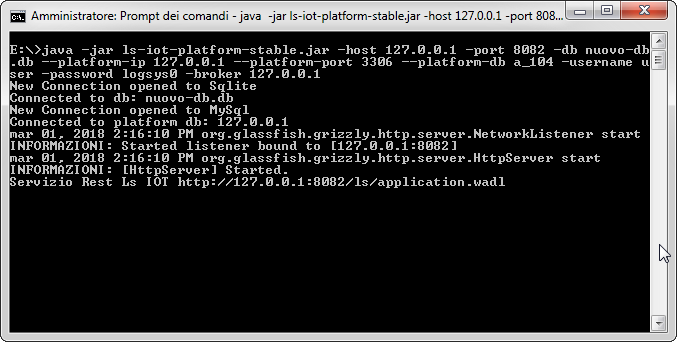 Amministratore: Prompt dei comandi - java -jar ls-iot-platform-stable.jar -host 127.0.0.1 -port 808...
E:\>java -jar ls-iot-platform-stable.jar -host 127.0.0.1 -port 8082 -db nuovo-db
.db --platform-ip 127.0.0.1 --platform-port 3306 --platform-db a_104 -username u
ser -password logsys0 -broker 127.0.0.1
New Connection opened to Sqlite
Connected to db: nuovo-db.db
New Connection opened to MySql
Connected to platform db: 127.0.0.1
mar 01, 2018 2:16:10 PM org.glassfish.grizzly.http.server.NetworkListener start
INFORMAZIONI: Started listener bound to [127.0.0.1:8082]
mar 01, 2018 2:16:10 PM org.glassfish.grizzly.http.server.HttpServer start
INFORMAZIONI: [HttpServer] Started.
Servizio Rest Ls IOT http://127.0.0.1:8082/ls/application.wadl